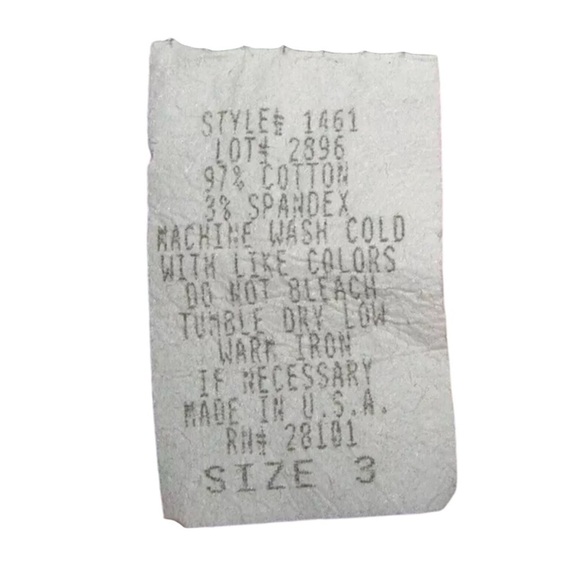 STYLE# 1461
LOT# 2896
97% COTTON
3% SPANDEX
MACHINE WASH COLD
WITH LIKE COLORS
DO NOT BLEACH
TUMBLE DRY LOW
WARM IRON
IF NECESSARY
MADE IN U.S.A.
RN# 28101
SIZE 3